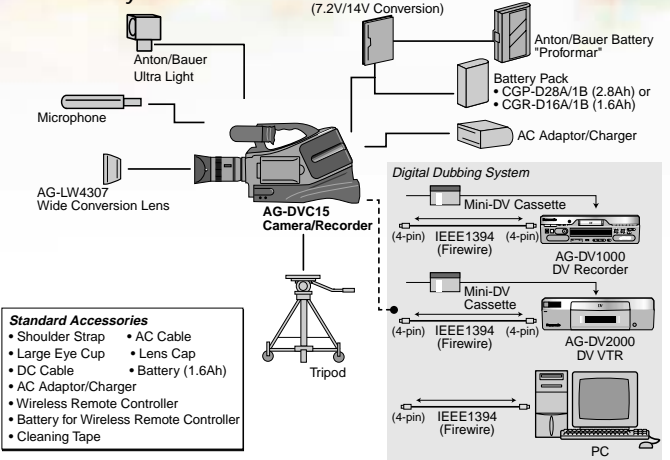 (7.2V/14V Conversion)
Anton/Bauer
Ultra Light
Anton/Bauer Battery
"Proformar"
Battery Pack
• CGP-D28A/1B (2.8Ah) or
• CGR-D16A/1B (1.6Ah)
Microphone
AC Adaptor/Charger
AG-LW4307
Wide Conversion Lens
AG-DVC15
Camera/Recorder
Tripod
Digital Dubbing System
Mini-DV Cassette
(4-pin) IEEE1394 (4-pin)
(Firewire)
AG-DV1000
DV Recorder
Mini-DV
Cassette
(4-pin) IEEE1394 (4-pin)
(Firewire)
AG-DV2000
DV VTR
(4-pin) IEEE1394
(Firewire)
PC
Standard Accessories
• Shoulder Strap • AC Cable
• Large Eye Cup • Lens Cap
• DC Cable • Battery (1.6Ah)
• AC Adaptor/Charger
• Wireless Remote Controller
• Battery for Wireless Remote Controller
• Cleaning Tape